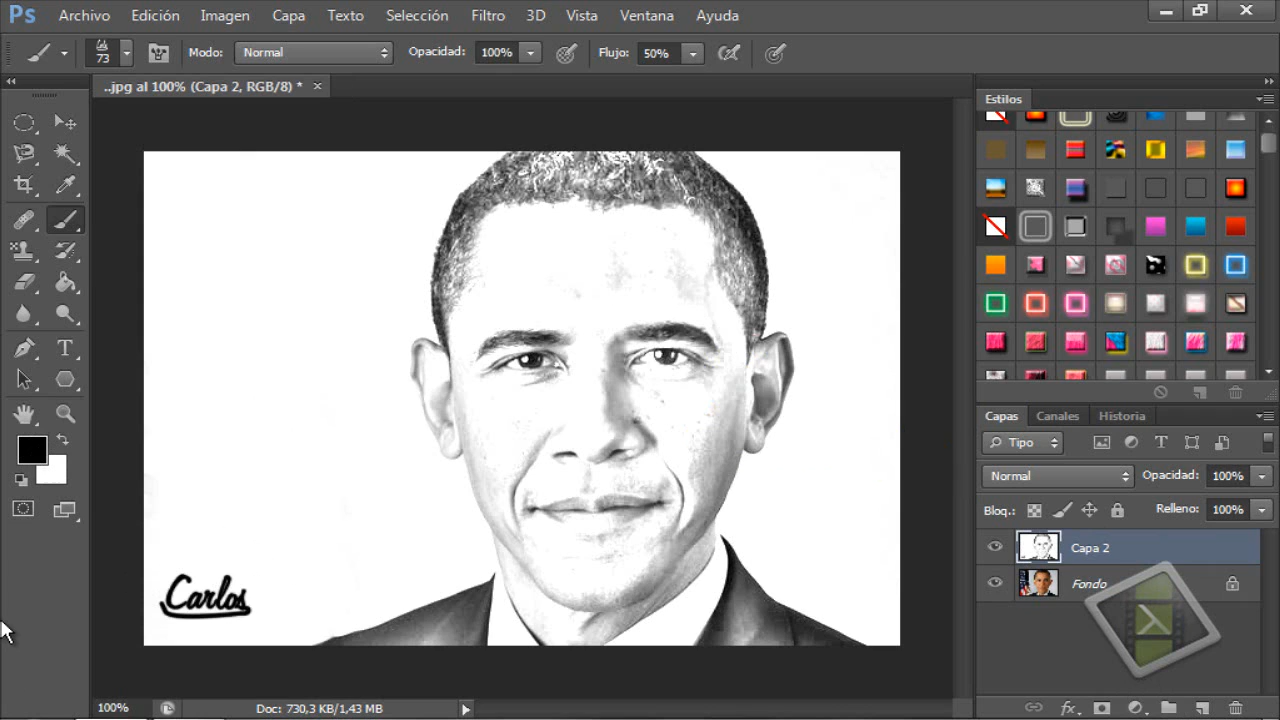 Ps Archivo Edición Imagen Capa Texto Selección Filtro 3D Vista Ventana Ayuda
73 Modo: Normal Opacidad: 100% Flujo: 50%
..jpg al 100% (Capa 2, RGB/8) * ×
Estilos
Carlos
Capas Canales Historia
Tipo
Normal Opacidad: 100%
Bloq.: Relleno: 100%
Capa 2
Fondo
100% Doc: 730,3 KB/1,43 MB